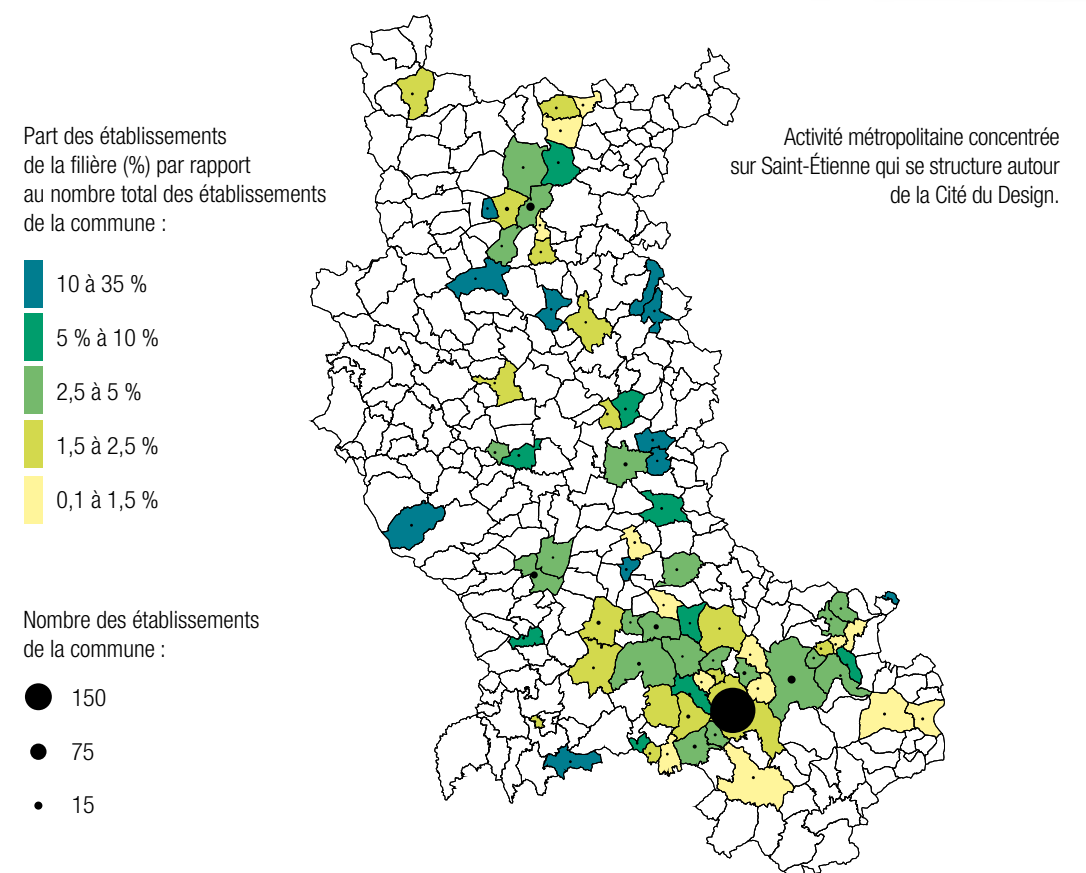 Part des établissements
de la filière (%) par rapport
au nombre total des établissements
de la commune :
10 à 35 %
5 % à 10 %
2,5 à 5 %
1,5 à 2,5 %
0,1 à 1,5 %
Nombre des établissements
de la commune :
150
75
15
Activité métropolitaine concentrée
sur Saint-Étienne qui se structure autour
de la Cité du Design.